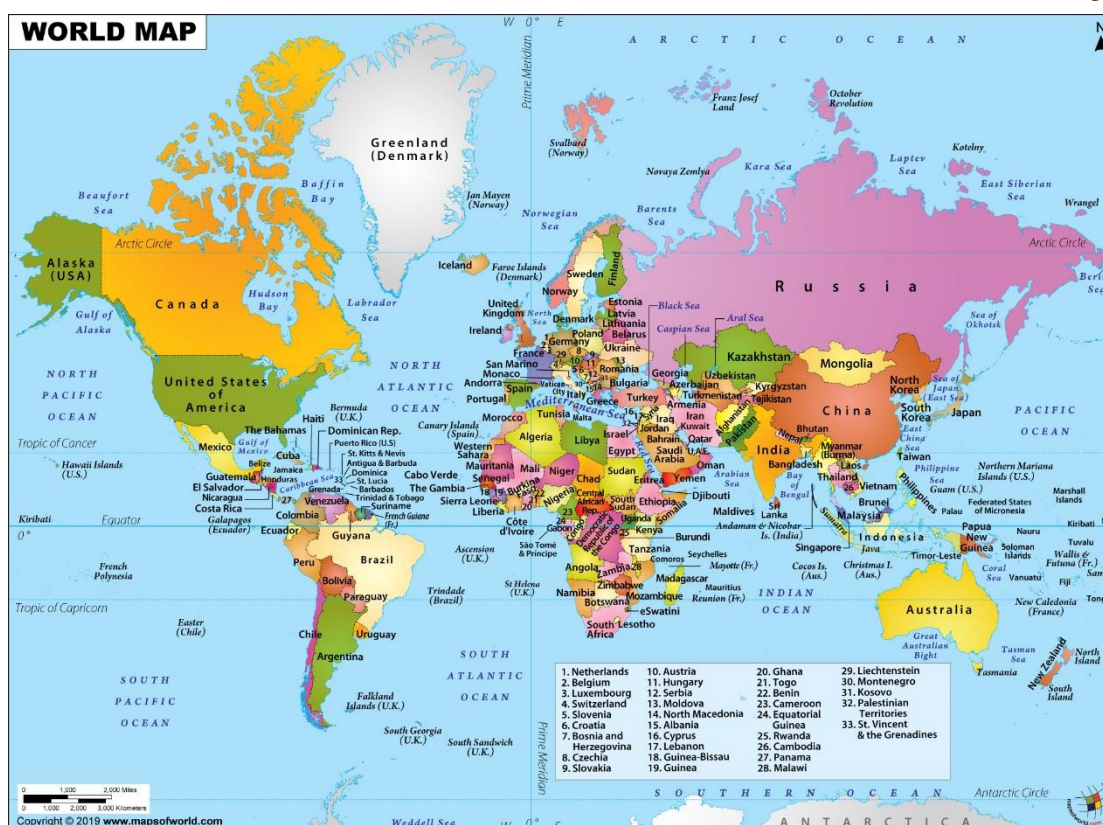 WORLD MAP
W 0° E
N
ARCTIC OCEAN
Prime Meridian
Greenland
(Denmark)
Svalbard
(Norway)
Franz Josef
Land
October
Revolution
Kotelny
Novaya Zemlya
Kara Sea
Laptev
Sea
East Siberian
Sea
Wrangel
Beaufort
Sea
Baffin
Bay
Jan Mayen
(Norway)
Norwegian
Sea
Barents
Sea
Arctic Circle
Arctic Circle
Alaska
(USA)
Canada
Hudson
Bay
Labrador
Sea
Gulf of
Alaska
Iceland
Faroe Islands
(Denmark)
Sweden
Finland
Norway
Russia
Sea of
Okhotsk
United
Kingdom
North
Sea
Ireland
Denmark
Estonia
Latvia
Lithuania
Belarus
Poland
Germany
Ukraine
France
San Marino
Monaco
Andorra
Spain
Portugal
Vatican
City
Italy
Romania
Bulgaria
Greece
Malta
Mediterranean Sea
Black Sea
Caspian Sea
Aral Sea
Georgia
Azerbaijan
Armenia
Turkey
Kazakhstan
Uzbekistan
Turkmenistan
Kyrgyzstan
Tajikistan
Mongolia
China
North
Korea
South
Korea
Sea of
Japan
(East Sea)
Japan
East
China
Sea
Taiwan
NORTH
PACIFIC
OCEAN
United States
of America
NORTH
ATLANTIC
OCEAN
PACIFIC
OCEAN
Bermuda
(U.K.)
Tropic of Cancer
Hawaii Islands
(U.S.)
Mexico
Gulf of
Mexico
The Bahamas
Cuba
Haiti
Dominican Rep.
Puerto Rico (U.S)
St. Kitts & Nevis
Antigua & Barbuda
Dominica
St. Lucia
Barbados
33
Grenada
Trinidad & Tobago
Belize
Jamaica
Guatemala
Honduras
El Salvador
Nicaragua
Costa Rica
Caribbean Sea
27
Venezuela
Suriname
French Guiana
(Fr.)
Guyana
Colombia
Galapagos
(Ecuador)
Ecuador
Canary Islands
(Spain)
Morocco
Western
Sahara
Algeria
Tunisia
Libya
Egypt
Israel
Jordan
Syria
Iraq
Iran
Kuwait
Bahrain
Qatar
U.A.E.
Saudi
Arabia
Oman
Yemen
Red Sea
Arabian
Sea
Afghanistan
Pakistan
India
Nepal
Bhutan
Bangladesh
Bay
of
Bengal
Myanmar
(Burma)
Laos
Thailand
26
Vietnam
Philippines
Philippine
Sea
Northern Mariana
Islands (U.S.)
Guam (U.S.)
Palau
Federated States
of Micronesia
Marshall
Islands
Cabo Verde
The Gambia
Mauritania
Senegal
Mali
Niger
Chad
Sudan
Eritrea
Burkina
Faso
Nigeria
Sierra Leone
Liberia
Côte
d'Ivoire
Central
African
Rep.
South
Sudan
Ethiopia
Djibouti
Somalia
Uganda
Kenya
Gabon
Congo
Democratic
Republic of
the Congo
Burundi
Tanzania
São Tomé
& Principe
Maldives
Sri
Lanka
Andaman & Nicobar
Is. (India)
Brunei
Malaysia
Singapore
Sumatra
Indonesia
Java
Timor-Leste
Papua
New
Guinea
Solomon
Islands
Nauru
Kiribati
Tuvalu
Wallis &
Futuna (Fr.)
Coral
Sea
Vanuatu
Fiji
New Caledonia
(France)
Kiribati
Equator
0°
0°
French
Polynesia
Peru
Brazil
Bolivia
Paraguay
Chile
Uruguay
Argentina
Ascension
(U.K.)
St Helena
(U.K.)
Trindade
(Brazil)
Angola
Zambia
Namibia
Botswana
Zimbabwe
Mozambique
South
Africa
Lesotho
eSwatini
Madagascar
Comoros
Seychelles
Mayotte (Fr.)
Mauritius
Reunion (Fr.)
INDIAN
OCEAN
Cocos Is.
(Aus.)
Christmas I.
(Aus.)
Tropic of Capricorn
Easter
(Chile)
Australia
Great
Australian
Bight
Tasman
Sea
Tasmania
New Zealand
North
Island
South
Island
SOUTH
PACIFIC
OCEAN
SOUTH
ATLANTIC
OCEAN
Falkland
Islands (U.K.)
South Georgia
(U.K.)
South Sandwich
(U.K.)
Prime Meridian
1. Netherlands
2. Belgium
3. Luxembourg
4. Switzerland
5. Slovenia
6. Croatia
7. Bosnia and
Herzegovina
8. Czechia
9. Slovakia
10. Austria
11. Hungary
12. Serbia
13. Moldova
14. North Macedonia
15. Albania
16. Cyprus
17. Lebanon
18. Guinea-Bissau
19. Guinea
20. Ghana
21. Togo
22. Benin
23. Cameroon
24. Equatorial
Guinea
25. Rwanda
26. Cambodia
27. Panama
28. Malawi
29. Liechtenstein
30. Montenegro
31. Kosovo
32. Palestinian
Territories
33. St. Vincent
& the Grenadines
0 1,000 2,000 Miles
0 1,000 2,000 3,000 Kilometers
SOUTHERN OCEAN
Antarctic Circle
Weddell Sea
W 0° E
ANTARCTICA
Copyright © 2019 www.mapsofworld.com